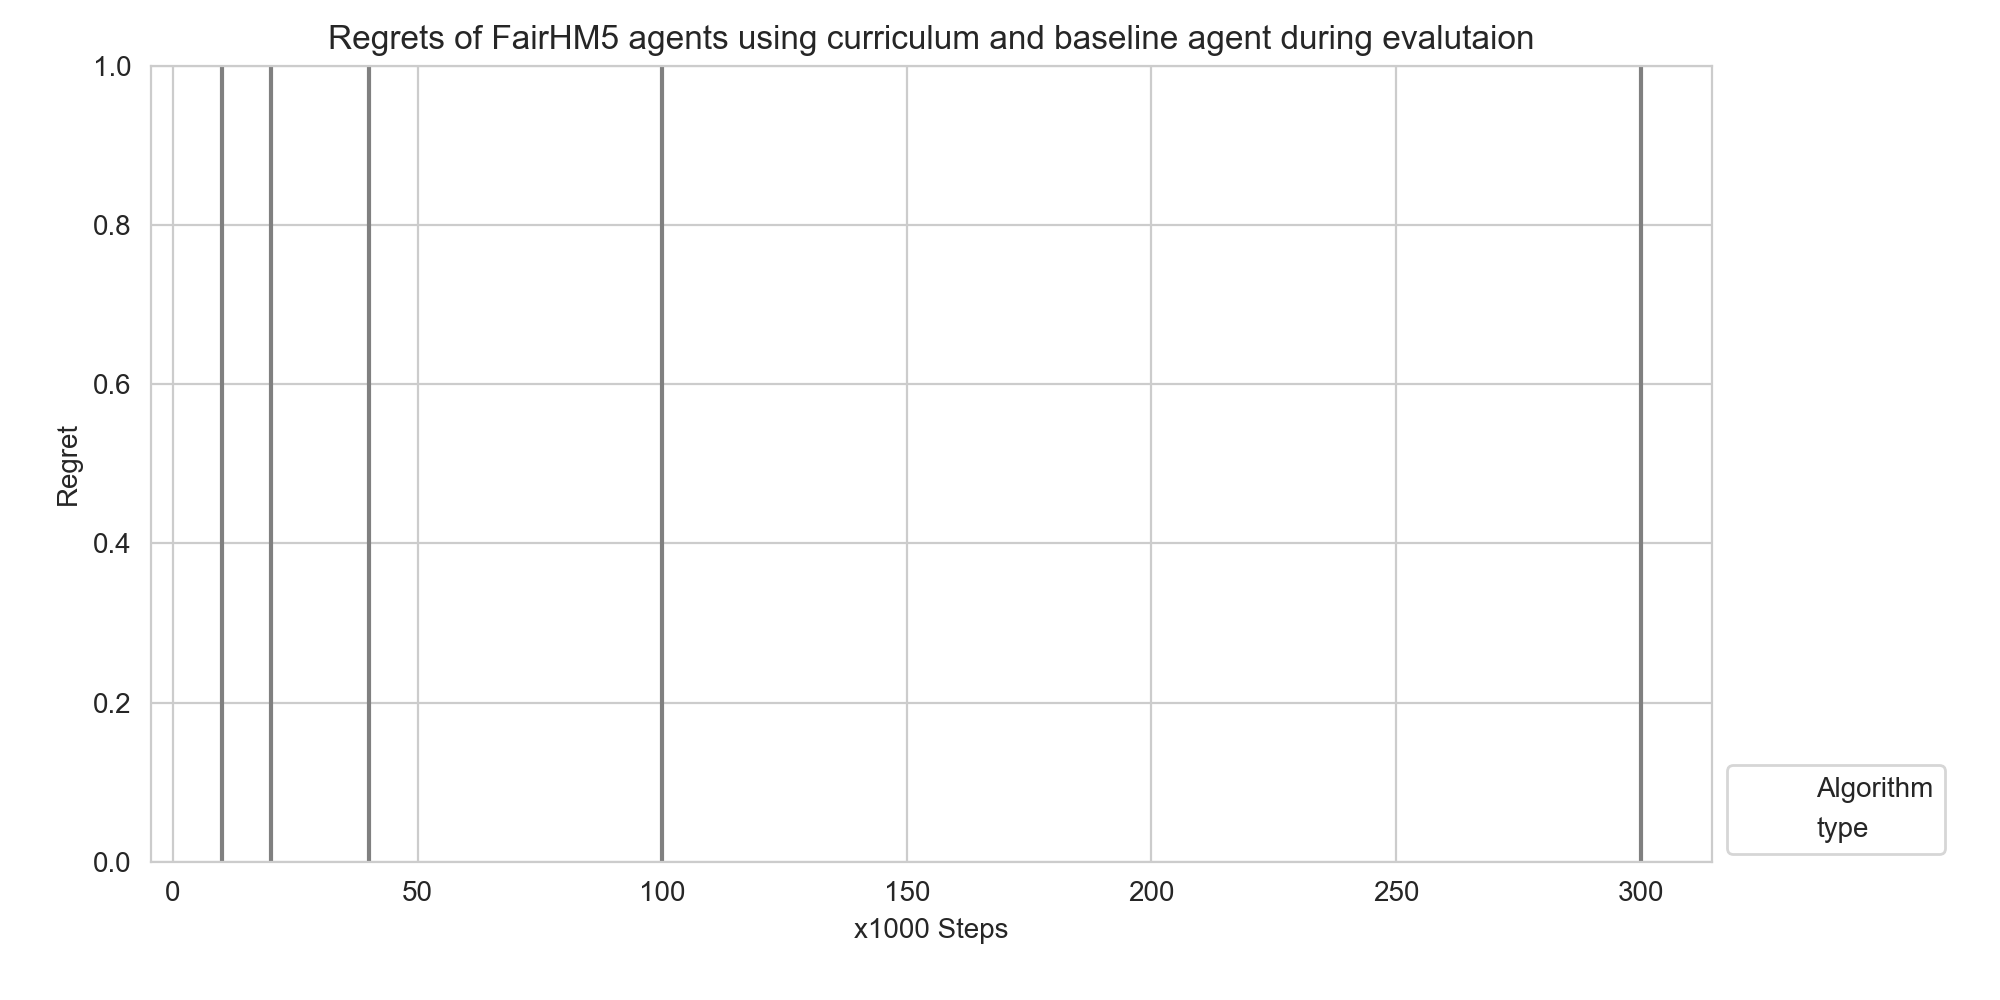 Regrets of FairHM5 agents using curriculum and baseline agent during evalutaion
1.0
0.8
0.6
0.4
0.2
0.0
Regret
0 50 100 150 200 250 300
x1000 Steps
Algorithm
type